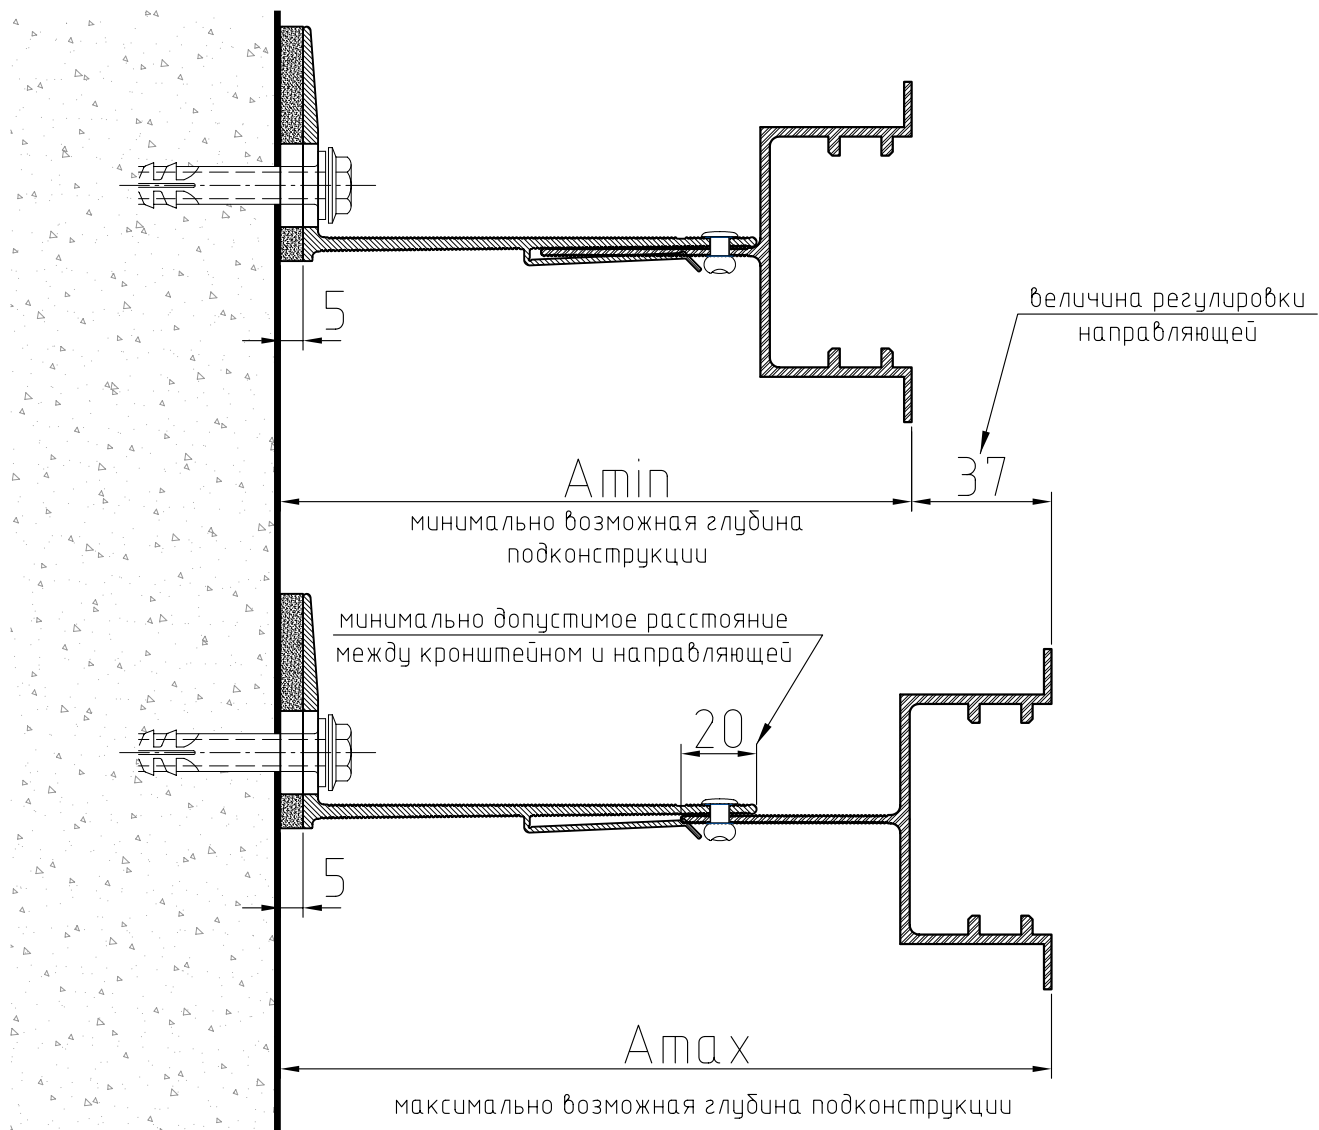 5
величина регулировки
направляющей
Amin
37
минимально возможная глубина
подконструкции
минимально допустимое расстояние
между кронштейном и направляющей
20
5
Amax
максимально возможная глубина подконструкции